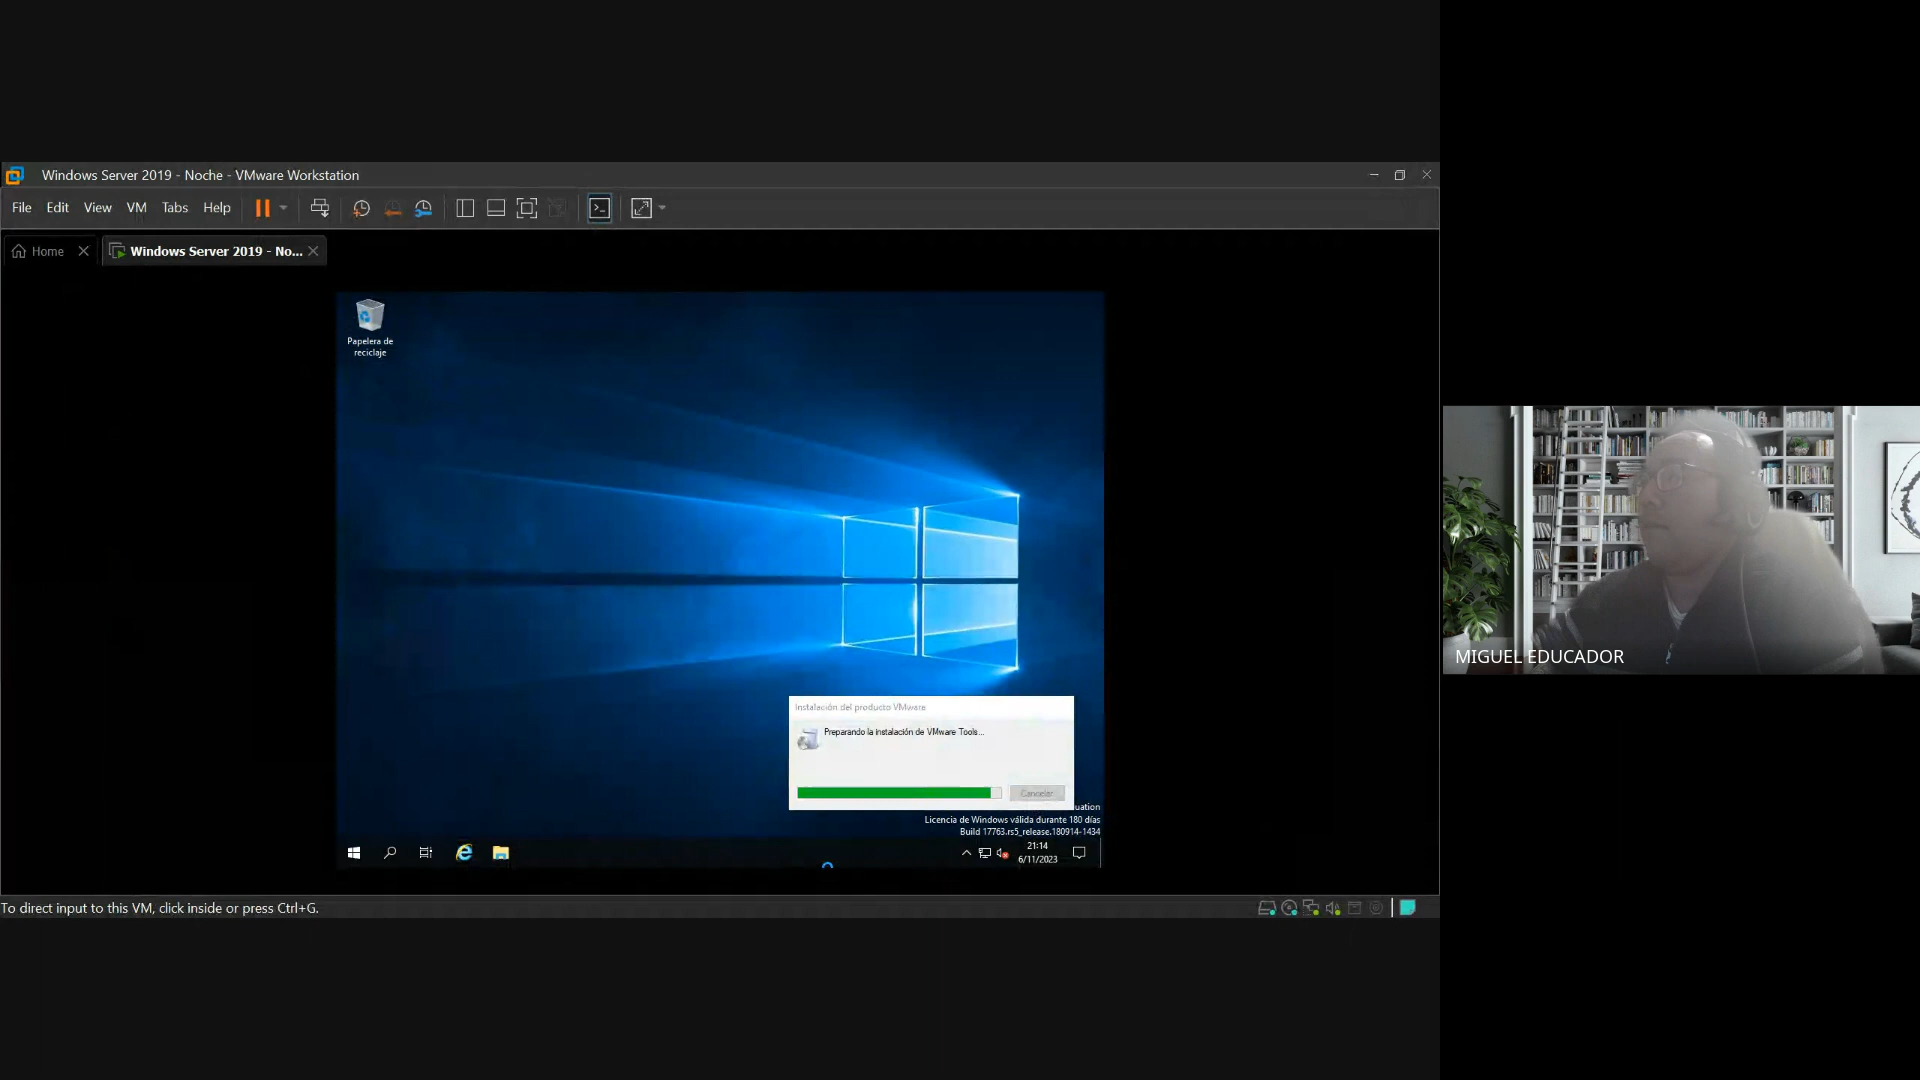 Windows Server 2019 - Noche - VMware Workstation
File Edit View VM Tabs Help
Home
Windows Server 2019 - No...
Papelera de
reciclaje
Instalación del producto VMware
Preparando la instalación de VMware Tools...
Cancelar
uation
Licencia de Windows válida durante 180 días
Build 17763.rs5_release.180914-1434
21:14
6/11/2023
To direct input to this VM, click inside or press Ctrl+G.
MIGUEL EDUCADOR